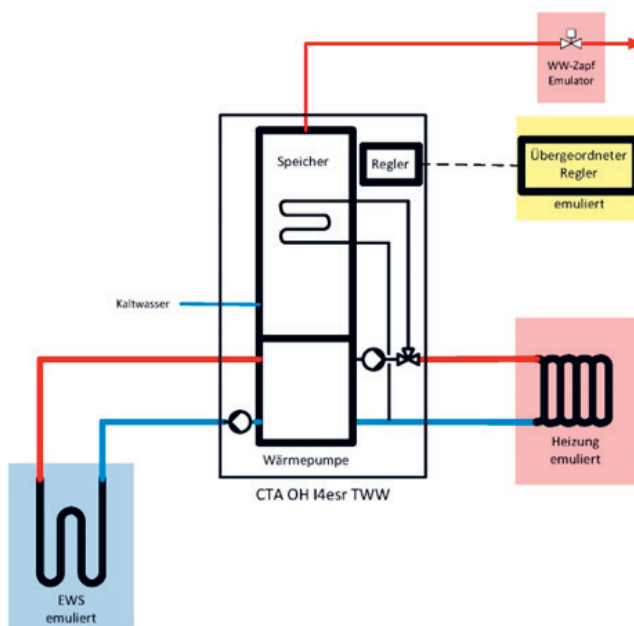 WW-Zapf
Emulator
Speicher
Regler
Übergeordneter
Regler
emuliert
Kaltwasser
Wärmepumpe
Heizung
emuliert
CTA OH I4esr TWW
EWS
emuliert